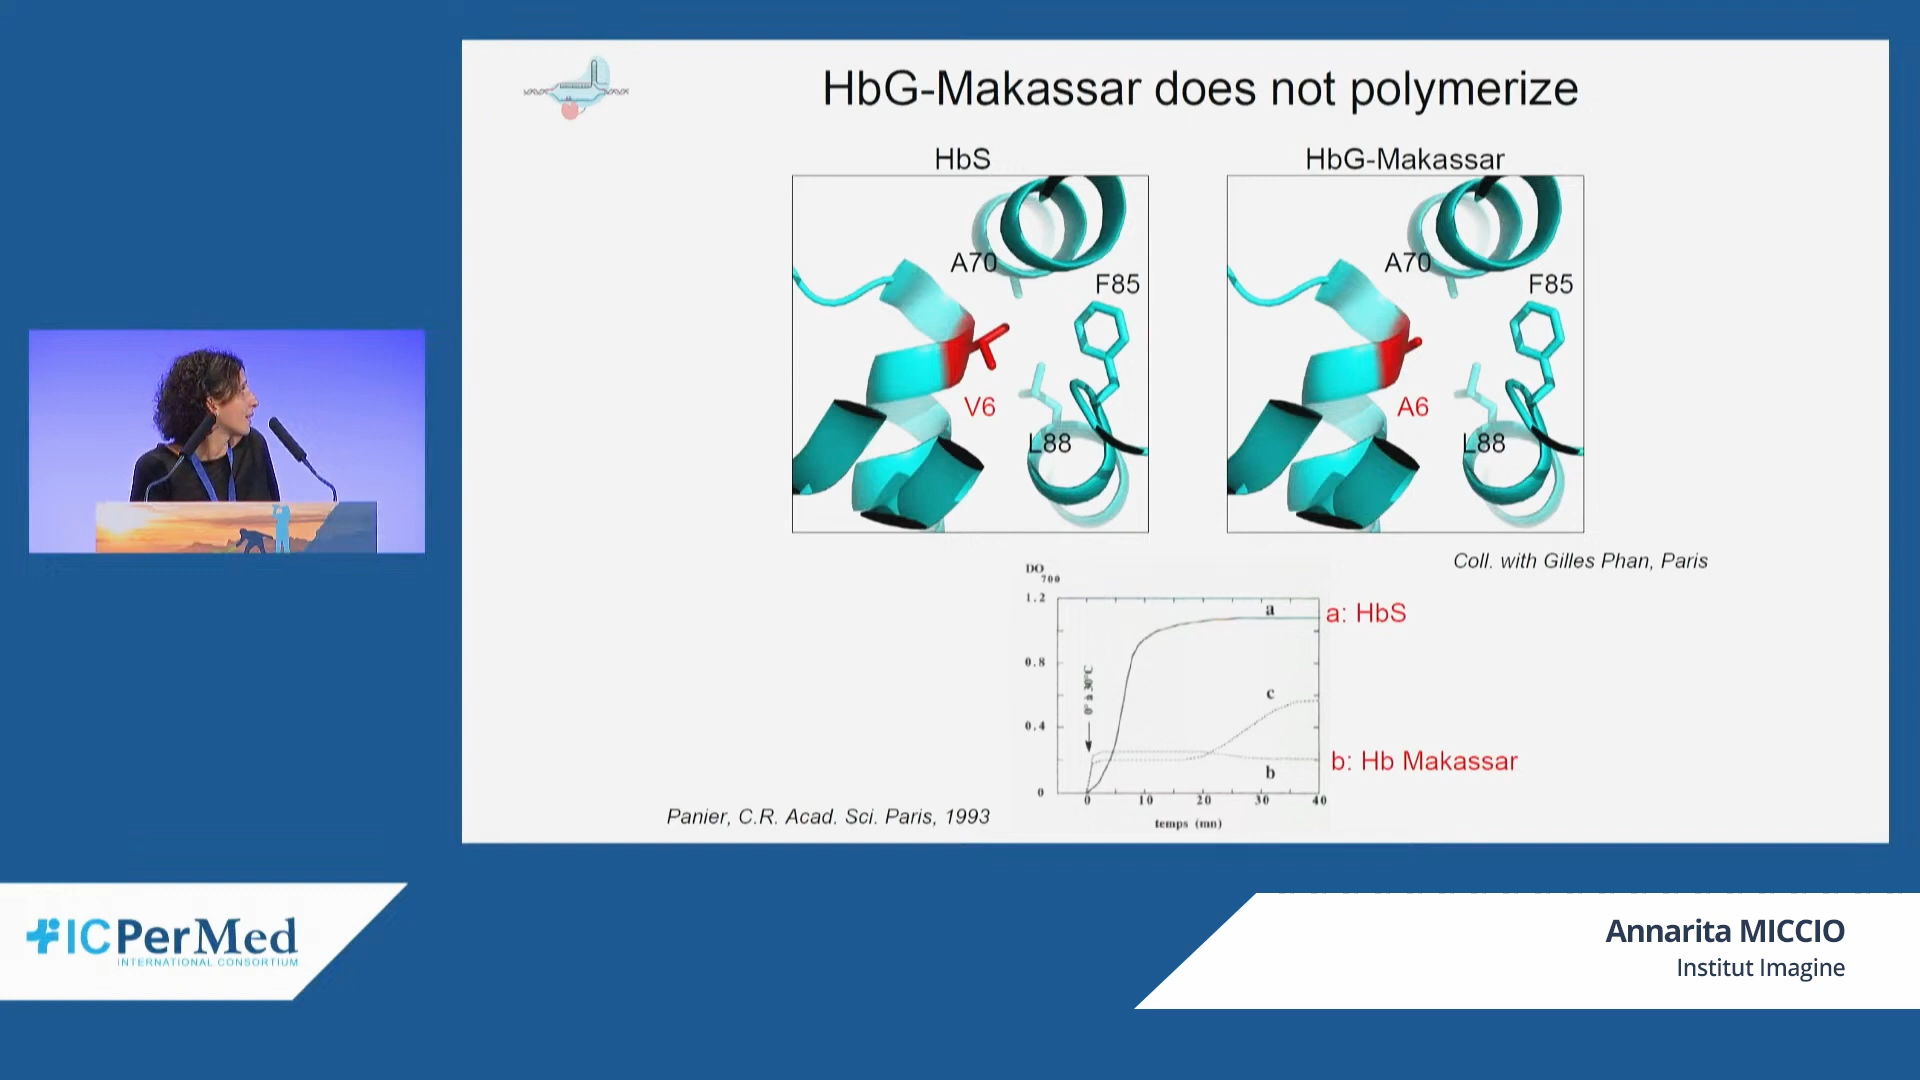 HbG-Makassar does not polymerize
HbS
HbG-Makassar
A70
F85
V6
L88
A70
F85
A6
L88
Coll. with Gilles Phan, Paris
DO
700
1.2
0.8
0.4
0
0° à 30°C
a
c
b
0 10 20 30 40
temps (mn)
a: HbS
b: Hb Makassar
Panier, C.R. Acad. Sci. Paris, 1993
ICPerMed
INTERNATIONAL CONSORTIUM
Annarita MICCIO
Institut Imagine